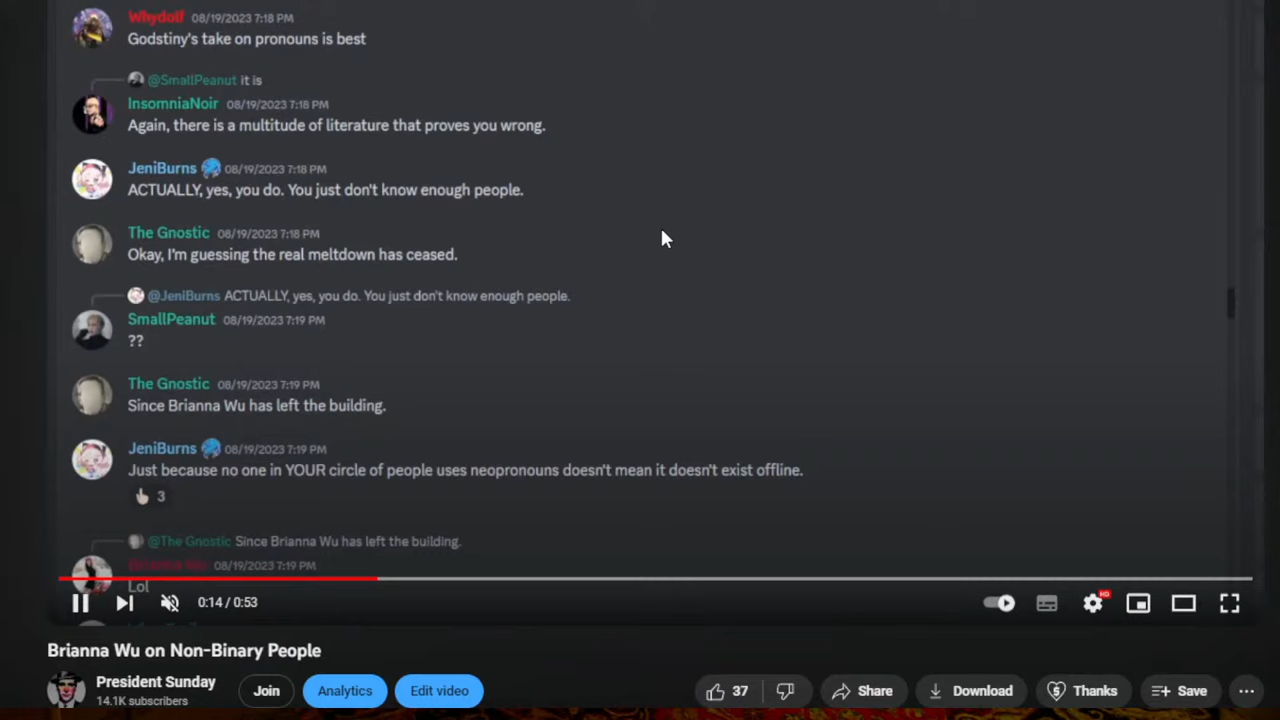 Whydolf 08/19/2023 7:18 PM
Godstiny's take on pronouns is best
@SmallPeanut it is
InsomniaNoir 08/19/2023 7:18 PM
Again, there is a multitude of literature that proves you wrong.
JeniBurns 08/19/2023 7:18 PM
ACTUALLY, yes, you do. You just don't know enough people.
The Gnostic 08/19/2023 7:18 PM
Okay, I'm guessing the real meltdown has ceased.
@JeniBurns ACTUALLY, yes, you do. You just don't know enough people.
SmallPeanut 08/19/2023 7:19 PM
??
The Gnostic 08/19/2023 7:19 PM
Since Brianna Wu has left the building.
JeniBurns 08/19/2023 7:19 PM
Just because no one in YOUR circle of people uses neopronouns doesn't mean it doesn't exist offline.
3
@The Gnostic Since Brianna Wu has left the building.
Brianna Wu 08/19/2023 7:19 PM
Lol
0:14 / 0:53
HD
Brianna Wu on Non-Binary People
President Sunday
14.1K subscribers
Join
Analytics
Edit video
37
Share
Download
Thanks
Save